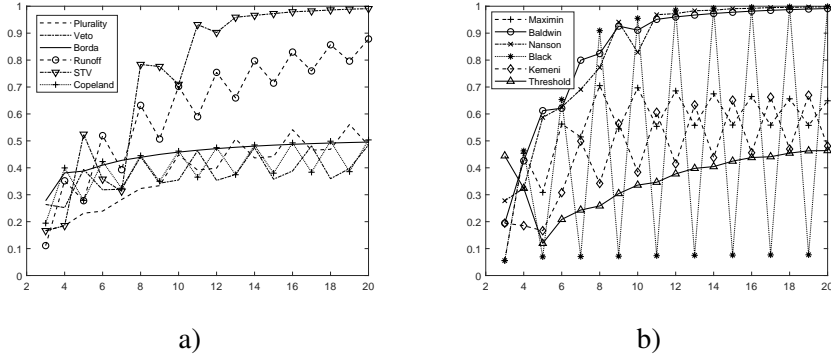 1
0.9
0.8
0.7
0.6
0.5
0.4
0.3
0.2
0.1
0
2 4 6 8 10 12 14 16 18 20
Plurality
Veto
Borda
Runoff
STV
Copeland
a)
1
0.9
0.8
0.7
0.6
0.5
0.4
0.3
0.2
0.1
0
2 4 6 8 10 12 14 16 18 20
Maximin
Baldwin
Nanson
Black
Kemeni
Threshold
b)